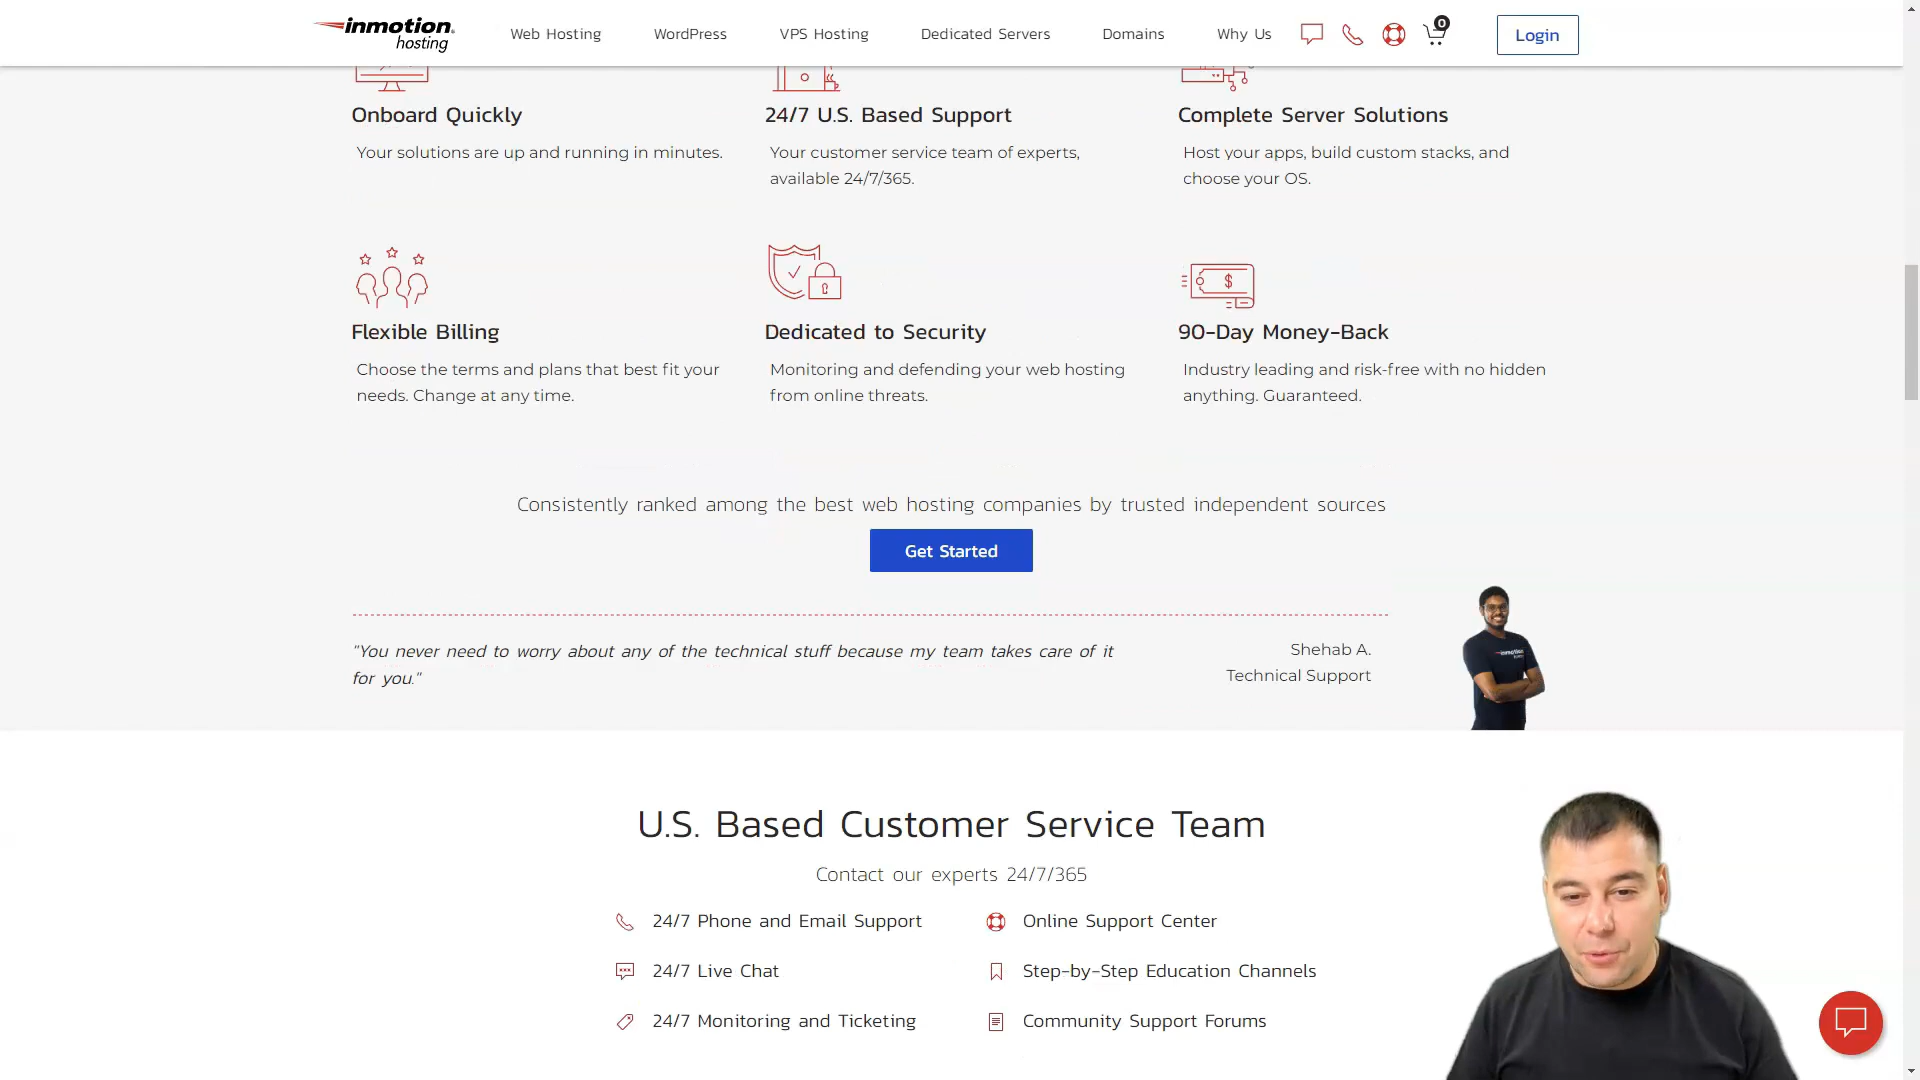 inmotion
hosting
Web Hosting
WordPress
VPS Hosting
Dedicated Servers
Domains
Why Us
0
Login
Onboard Quickly
Your solutions are up and running in minutes.
24/7 U.S. Based Support
Your customer service team of experts,
available 24/7/365.
Complete Server Solutions
Host your apps, build custom stacks, and
choose your OS.
Flexible Billing
Choose the terms and plans that best fit your
needs. Change at any time.
Dedicated to Security
Monitoring and defending your web hosting
from online threats.
$
90-Day Money-Back
Industry leading and risk-free with no hidden
anything. Guaranteed.
Consistently ranked among the best web hosting companies by trusted independent sources
Get Started
"You never need to worry about any of the technical stuff because my team takes care of it
for you."
Shehab A.
Technical Support
inmotion
U.S. Based Customer Service Team
Contact our experts 24/7/365
24/7 Phone and Email Support
Online Support Center
24/7 Live Chat
Step-by-Step Education Channels
24/7 Monitoring and Ticketing
Community Support Forums